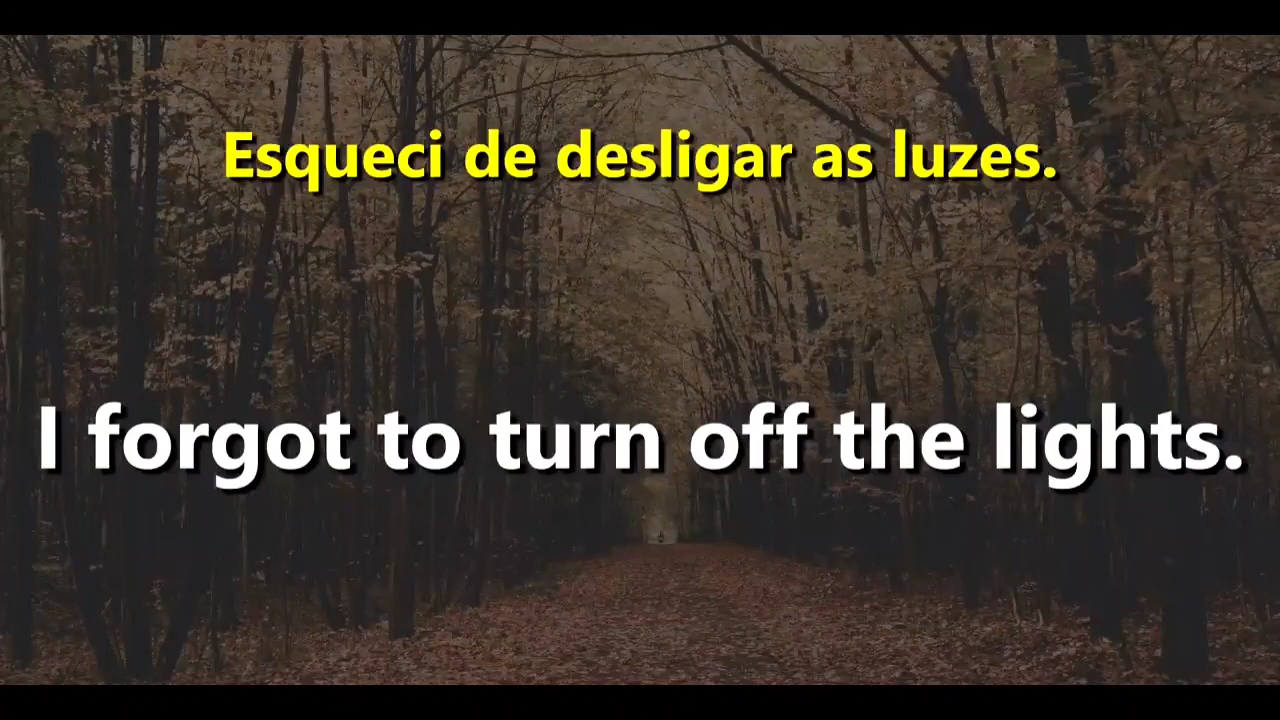 Esqueci de desligar as luzes.
I forgot to turn off the lights.